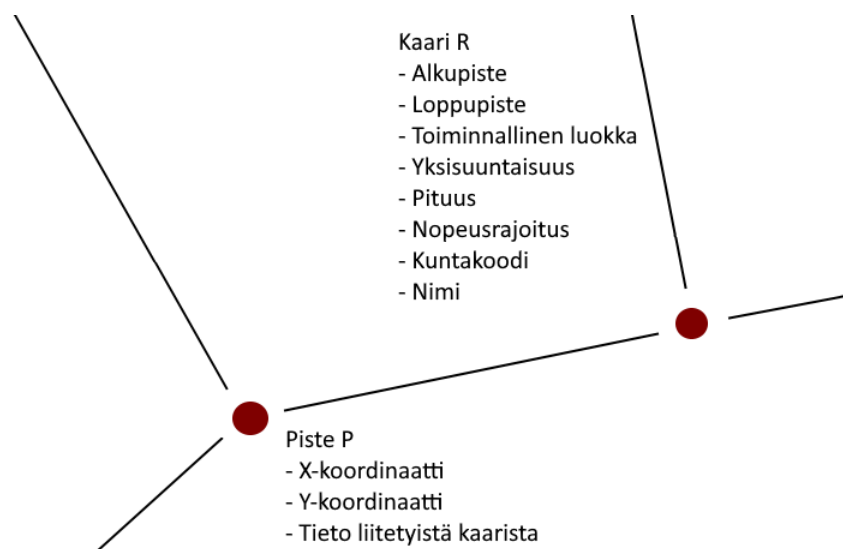 Kaari R
- Alkupiste
- Loppupiste
- Toiminnallinen luokka
- Yksisuuntaisuus
- Pituus
- Nopeusrajoitus
- Kuntakoodi
- Nimi
Piste P
- X-koordinaatti
- Y-koordinaatti
- Tieto liitetyistä kaarista